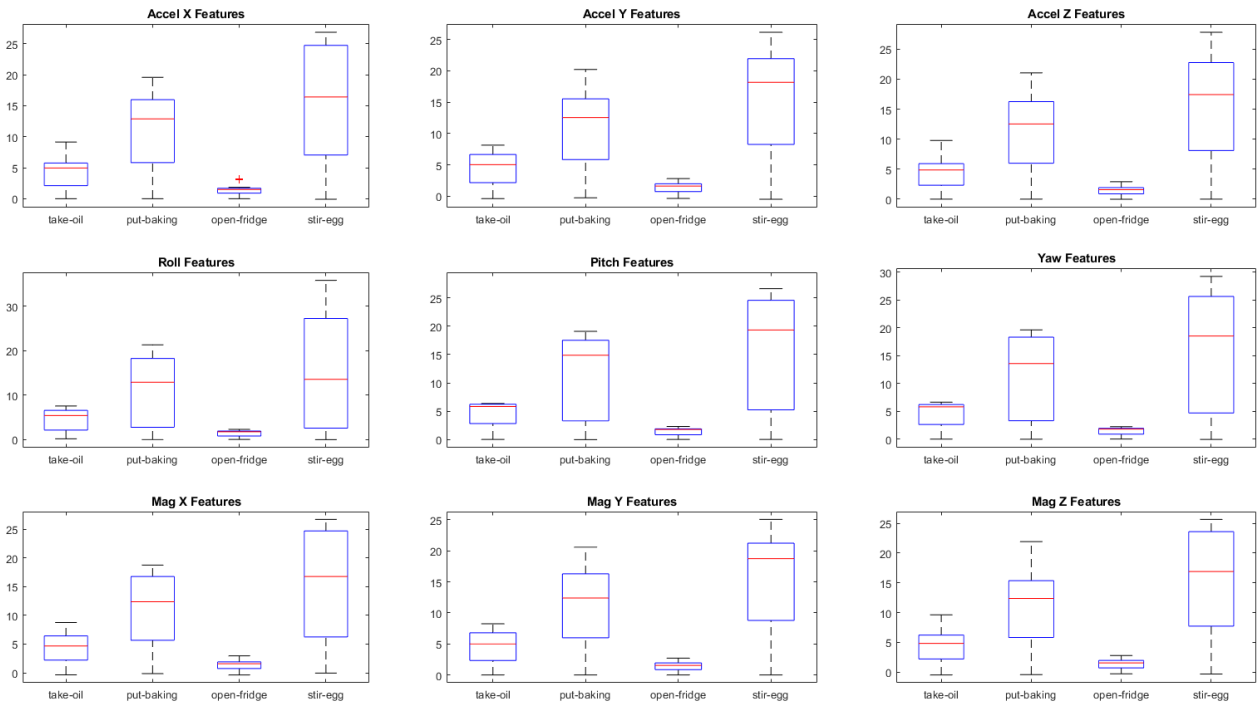 Accel X Features
25
20
15
10
5
0
take-oil put-baking open-fridge stir-egg
Accel Y Features
25
20
15
10
5
0
take-oil put-baking open-fridge stir-egg
Accel Z Features
25
20
15
10
5
0
take-oil put-baking open-fridge stir-egg
Roll Features
30
20
10
0
take-oil put-baking open-fridge stir-egg
Pitch Features
25
20
15
10
5
0
take-oil put-baking open-fridge stir-egg
Yaw Features
30
25
20
15
10
5
0
take-oil put-baking open-fridge stir-egg
Mag X Features
25
20
15
10
5
0
take-oil put-baking open-fridge stir-egg
Mag Y Features
25
20
15
10
5
0
take-oil put-baking open-fridge stir-egg
Mag Z Features
25
20
15
10
5
0
take-oil put-baking open-fridge stir-egg